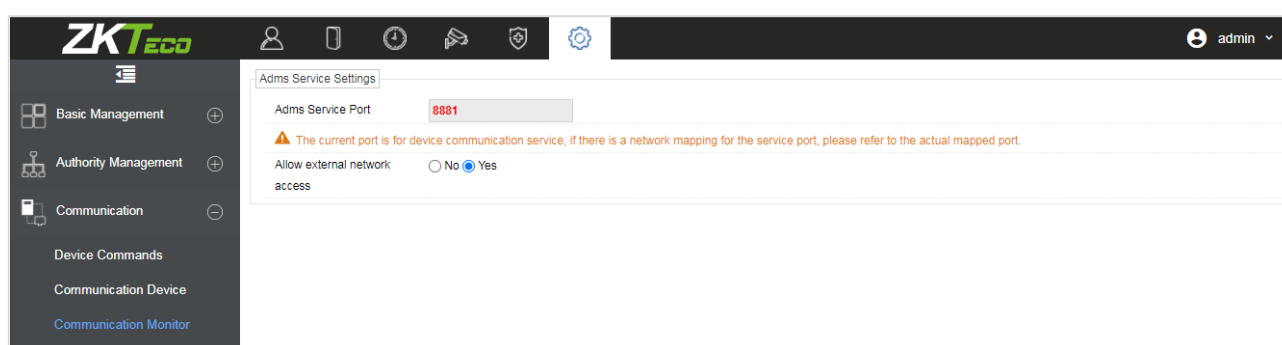 ZKTECO
admin
Adms Service Settings
Basic Management
Adms Service Port 8881
The current port is for device communication service, if there is a network mapping for the service port, please refer to the actual mapped port.
Authority Management
Allow external network access No Yes
Communication
Device Commands
Communication Device
Communication Monitor